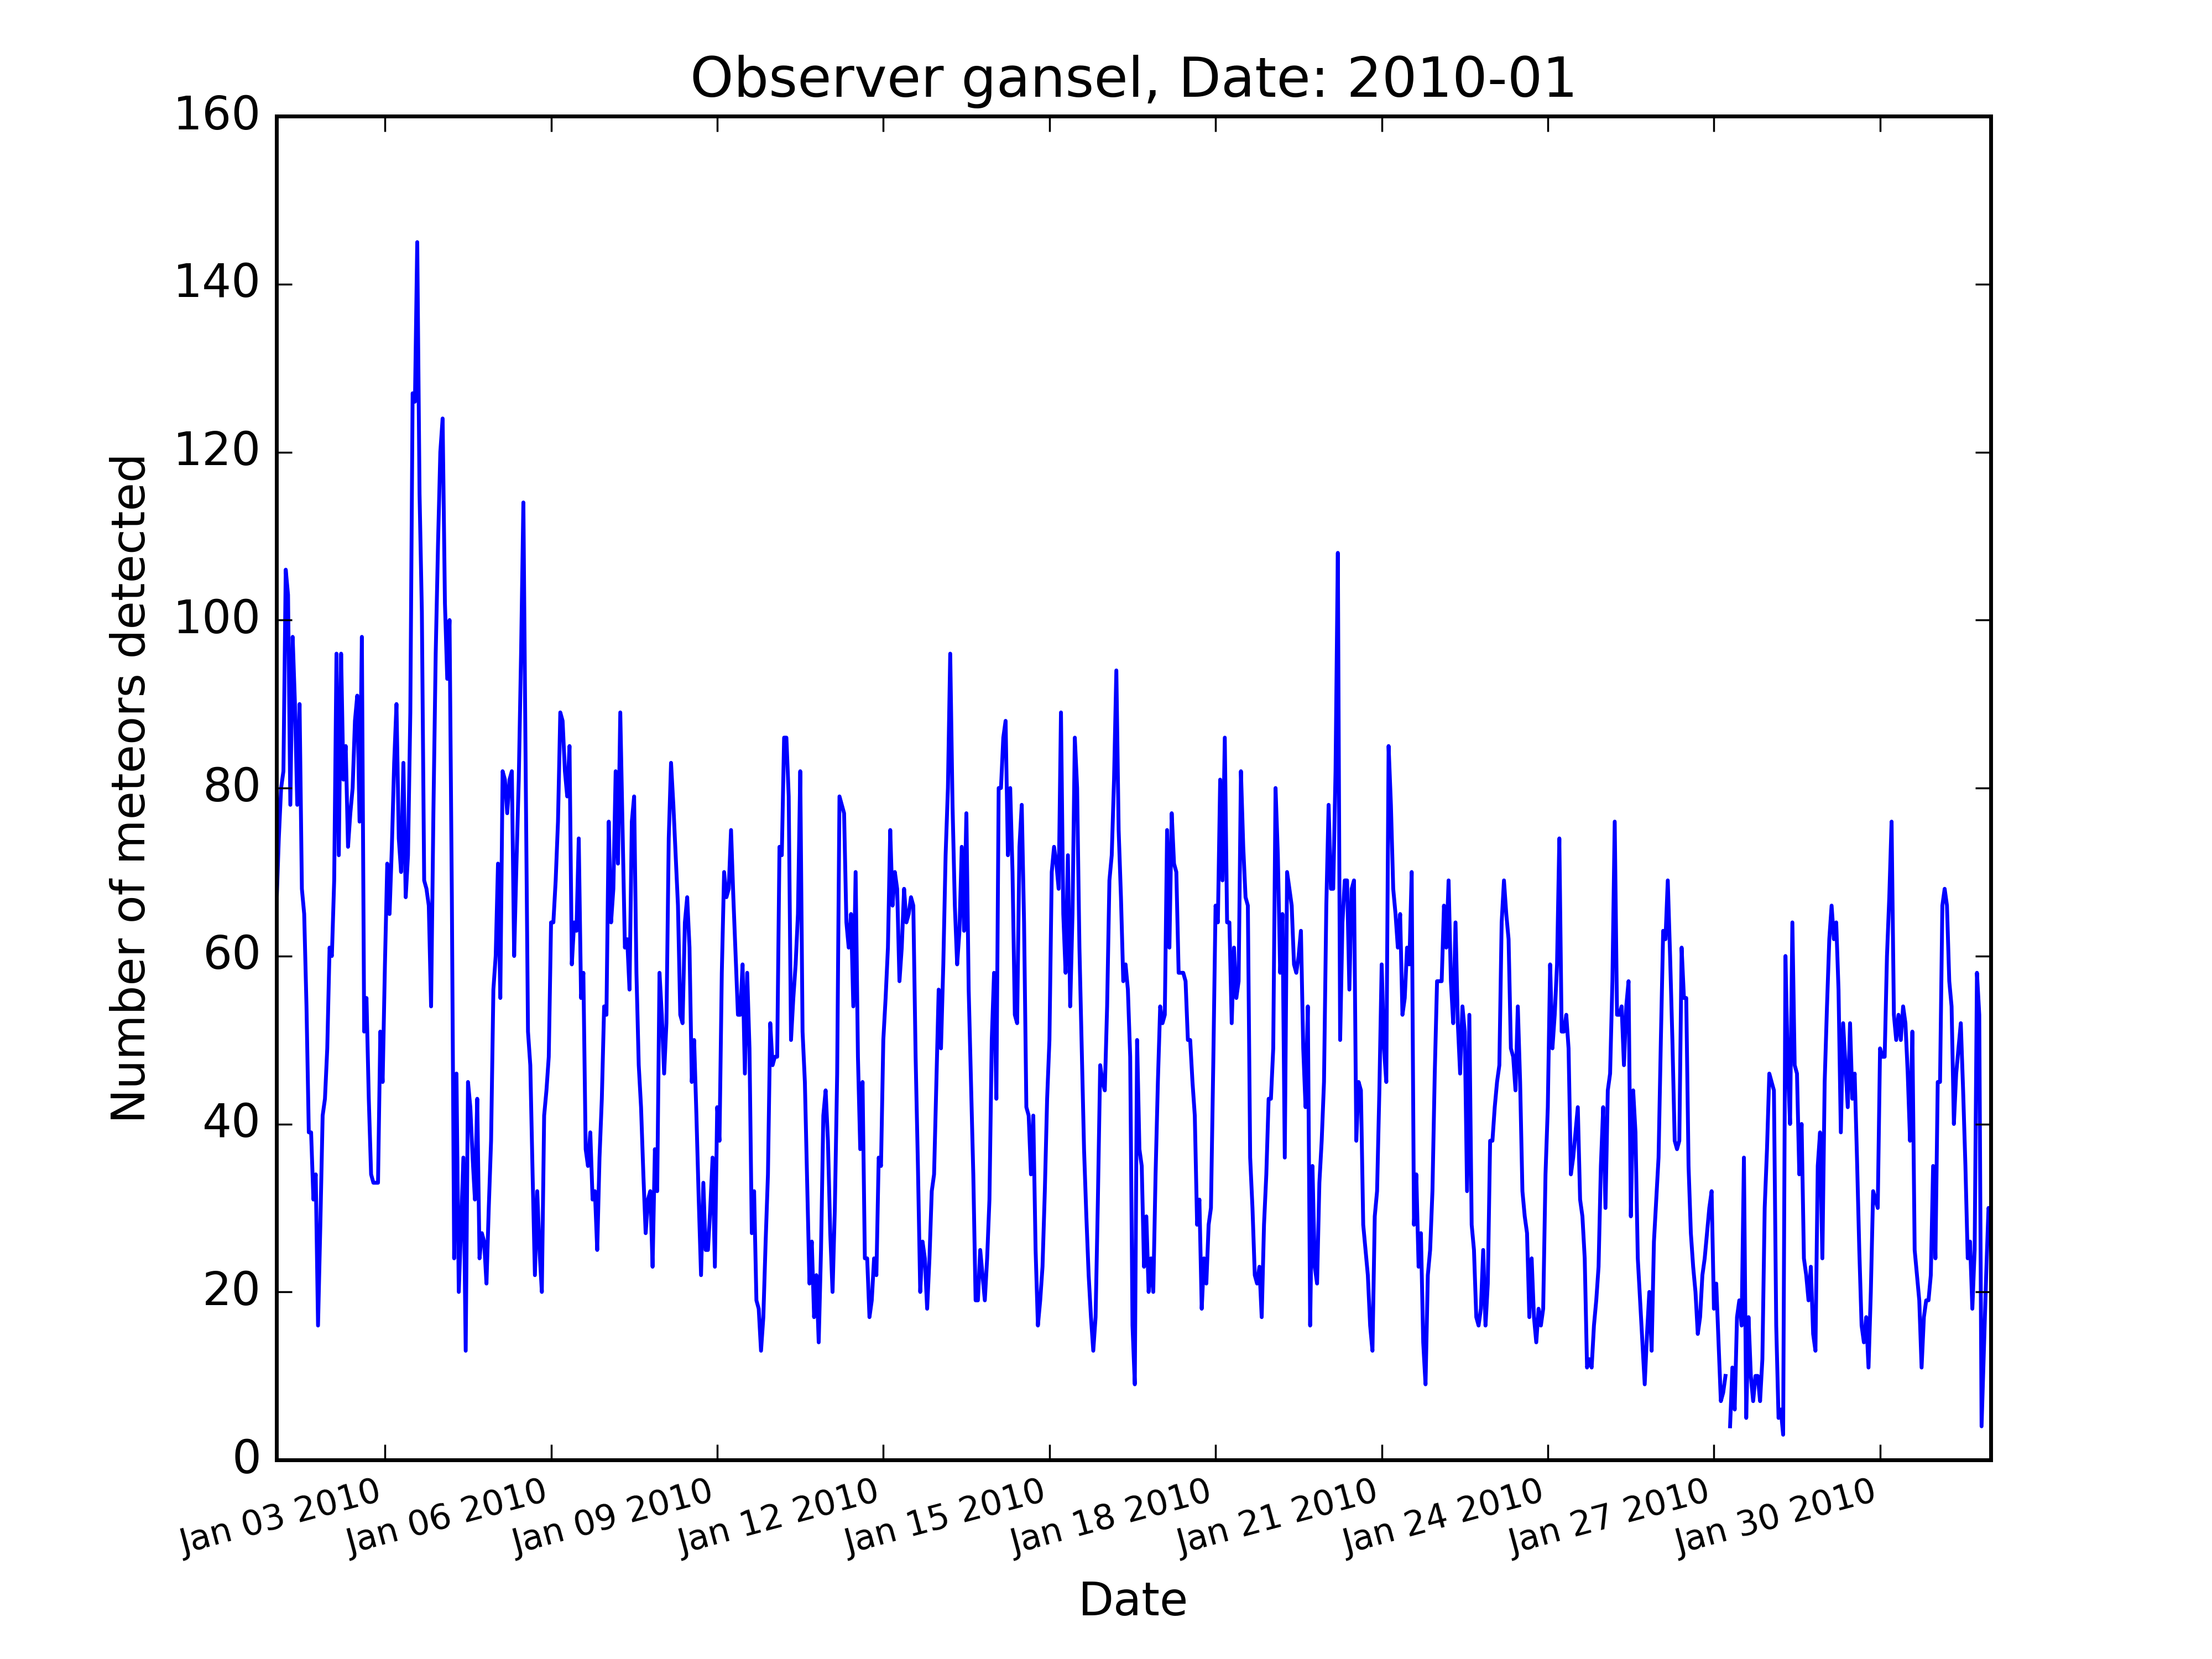 Observer gansel, Date: 2010-01
160
140
120
100
80
60
40
20
0
Number of meteors detected
Jan 03 2010
Jan 06 2010
Jan 09 2010
Jan 12 2010
Jan 15 2010
Jan 18 2010
Jan 21 2010
Jan 24 2010
Jan 27 2010
Jan 30 2010
Date